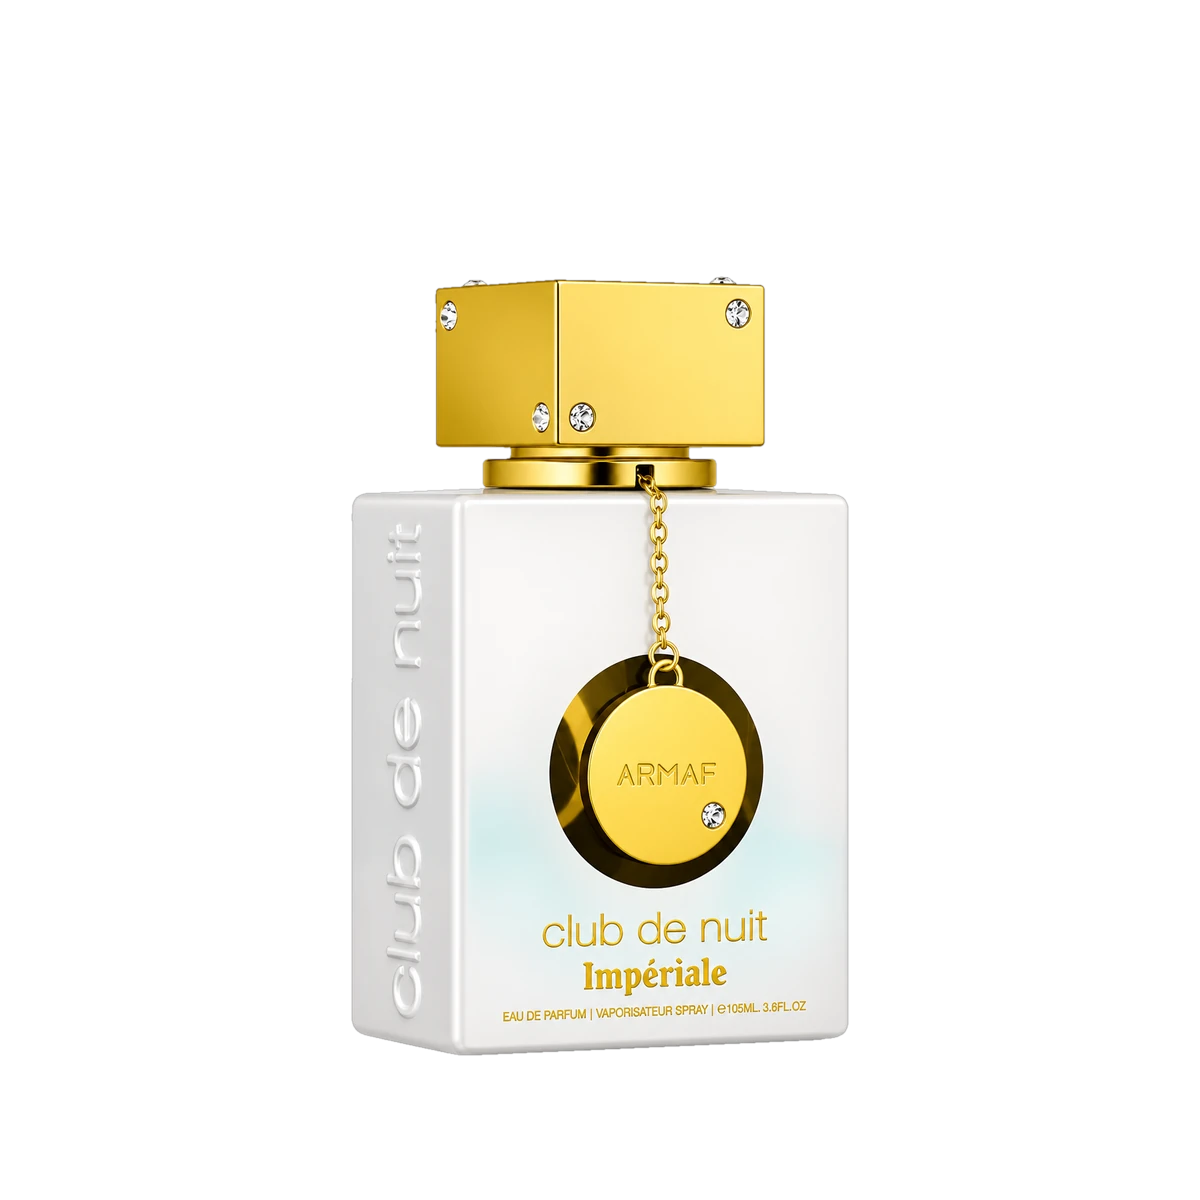 club de nuit
ARMAF
club de nuit
Impériale
EAU DE PARFUM | VAPORISATEUR SPRAY | ℮105ML. 3.6FL.OZ